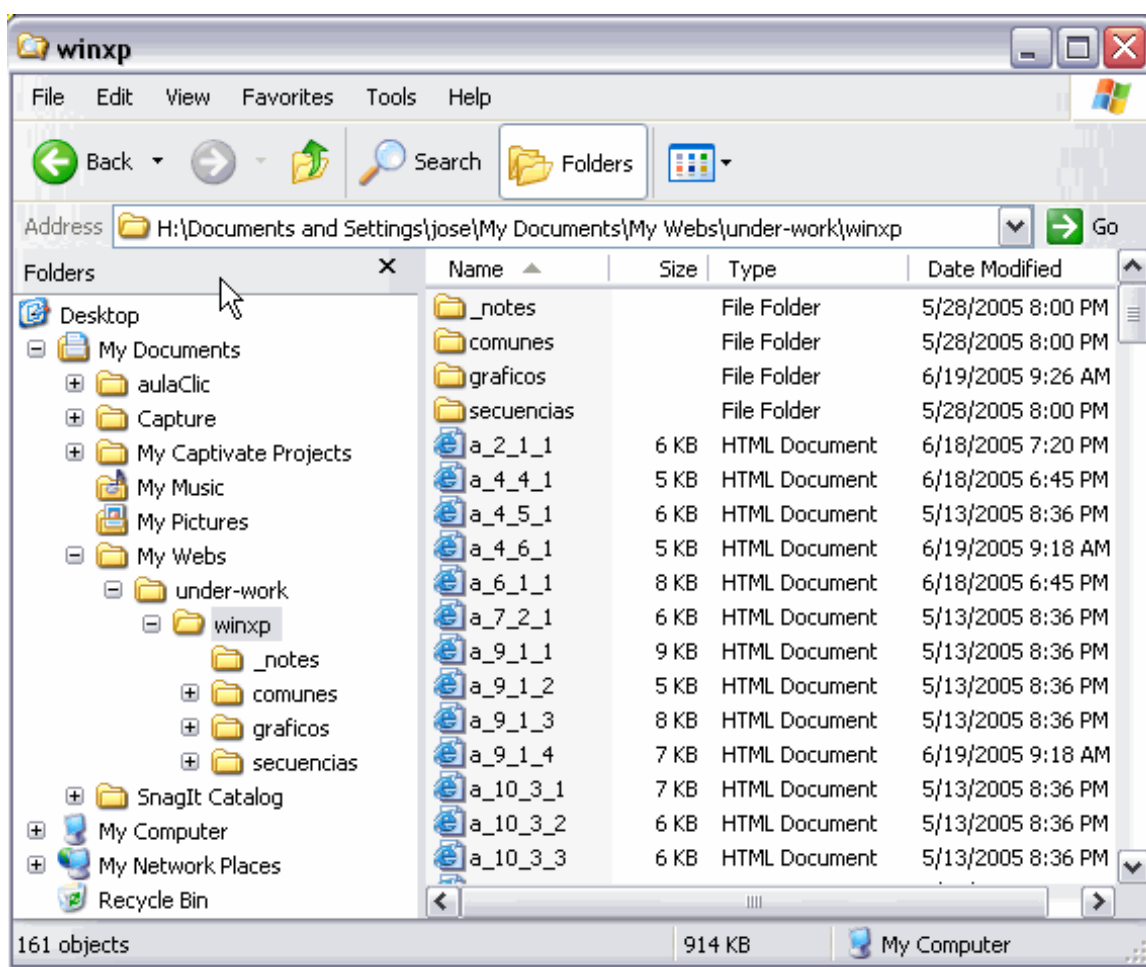 winxp
File Edit View Favorites Tools Help
Back Search Folders
Address H:\Documents and Settings\jose\My Documents\My Webs\under-work\winxp Go
Folders
Desktop
My Documents
aulaClic
Capture
My Captivate Projects
My Music
My Pictures
My Webs
under-work
winxp
_notes
comunes
graficos
secuencias
SnagIt Catalog
My Computer
My Network Places
Recycle Bin
Name Size Type Date Modified
_notes File Folder 5/28/2005 8:00 PM
comunes File Folder 5/28/2005 8:00 PM
graficos File Folder 6/19/2005 9:26 AM
secuencias File Folder 5/28/2005 8:00 PM
a_2_1_1 6 KB HTML Document 6/18/2005 7:20 PM
a_4_4_1 5 KB HTML Document 6/18/2005 6:45 PM
a_4_5_1 6 KB HTML Document 5/13/2005 8:36 PM
a_4_6_1 5 KB HTML Document 6/19/2005 9:18 AM
a_6_1_1 8 KB HTML Document 6/18/2005 6:45 PM
a_7_2_1 6 KB HTML Document 5/13/2005 8:36 PM
a_9_1_1 9 KB HTML Document 5/13/2005 8:36 PM
a_9_1_2 5 KB HTML Document 5/13/2005 8:36 PM
a_9_1_3 8 KB HTML Document 5/13/2005 8:36 PM
a_9_1_4 7 KB HTML Document 6/19/2005 9:18 AM
a_10_3_1 7 KB HTML Document 5/13/2005 8:36 PM
a_10_3_2 6 KB HTML Document 5/13/2005 8:36 PM
a_10_3_3 6 KB HTML Document 5/13/2005 8:36 PM
161 objects 914 KB My Computer